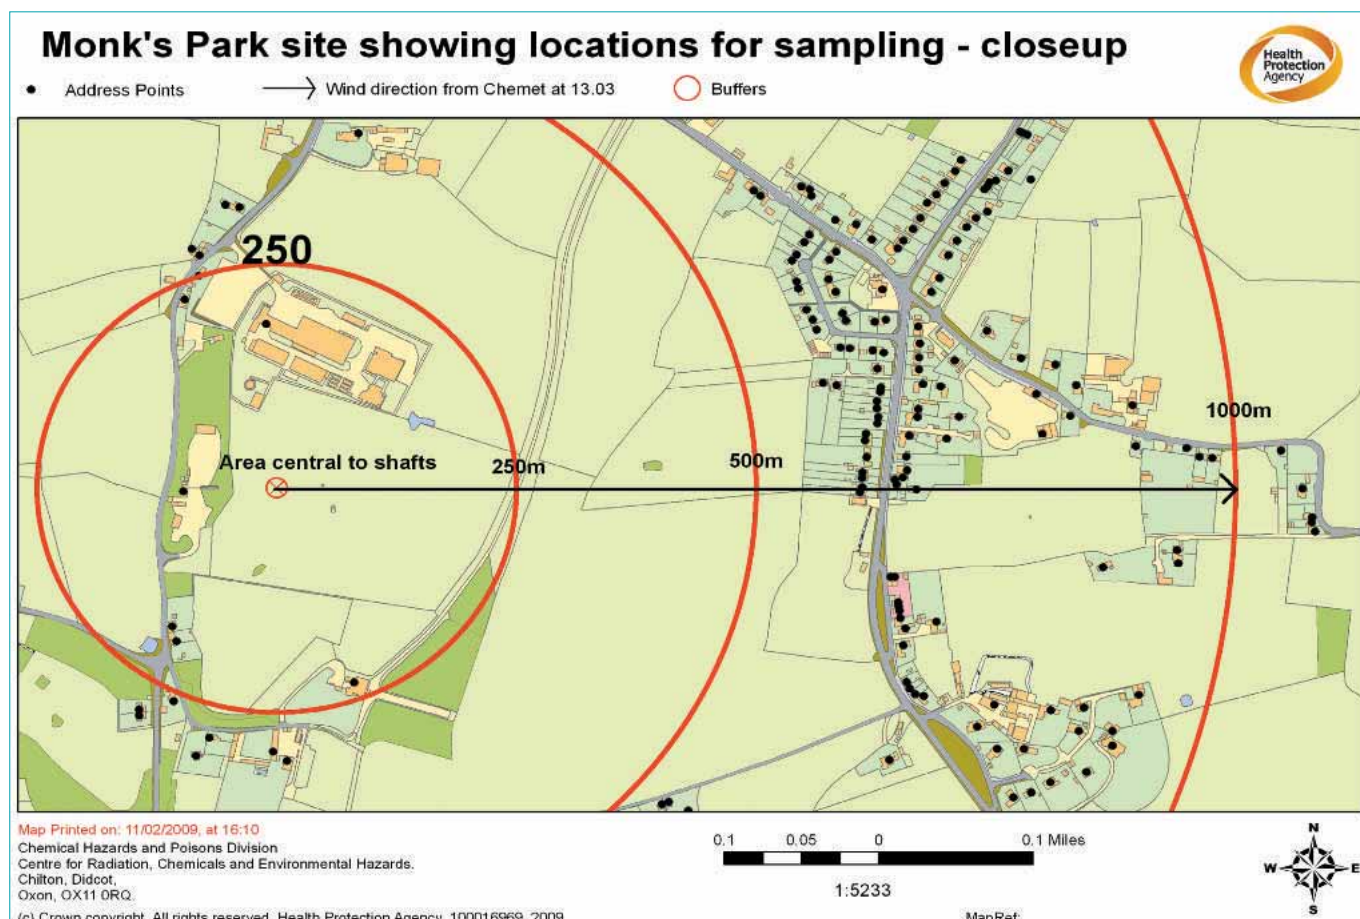 Monk's Park site showing locations for sampling - closeup
Health
Protection
Agency
Address Points
Wind direction from Chemet at 13.03
Buffers
250
1000m
Area central to shafts
250m
500m
Map Printed on: 11/02/2009, at 16:10
Chemical Hazards and Poisons Division
Centre for Radiation, Chemicals and Environmental Hazards.
Chilton, Didcot,
Oxon, OX11 0RQ.
(c) Crown copyright. All rights reserved. Health Protection Agency, 100016969, 2009
0.1 0.05 0 0.1 Miles
1:5233
MapRef:
N
W E
S